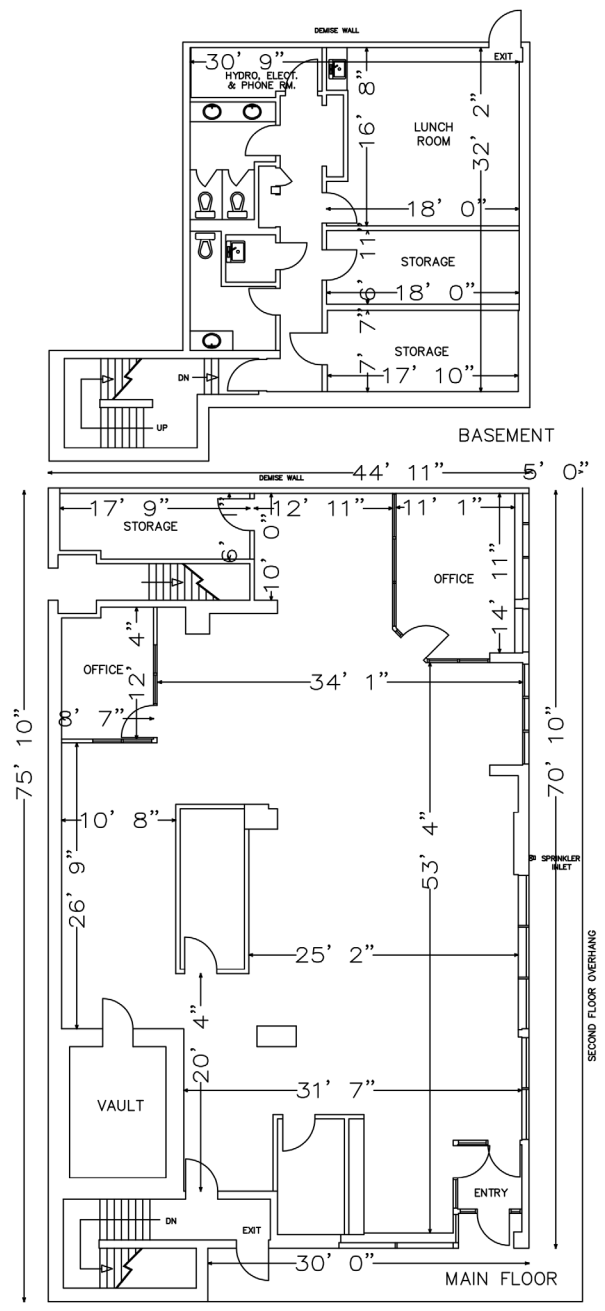 DEMISE WALL
EXIT
30' 9"
HYDRO, ELECT.
& PHONE RM.
8"
16'
LUNCH
ROOM
32' 2"
18' 0"
11"
STORAGE
6'
18' 0"
7"
7'
STORAGE
17' 10"
DN
UP
BASEMENT
DEMISE WALL
44' 11"
5' 0"
17' 9"
STORAGE
6'
12' 11"
10' 0"
11' 1"
OFFICE
14' 11"
OFFICE
12' 4"
8' 7"
34' 1"
75' 10"
70' 10"
10' 8"
26' 9"
53' 4"
SPRINKLER
INLET
25' 2"
SECOND FLOOR OVERHANG
20' 4"
VAULT
31' 7"
ENTRY
DN
EXIT
30' 0"
MAIN FLOOR